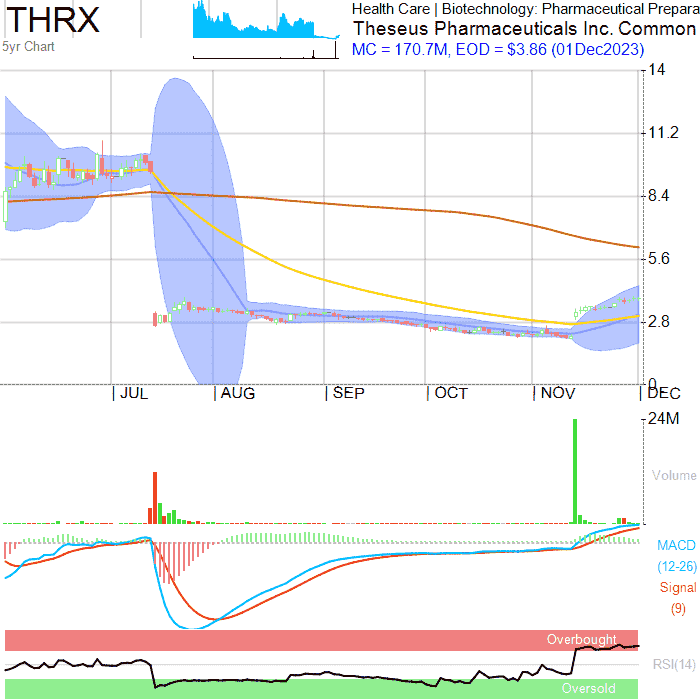 THRX
5yr Chart
Health Care | Biotechnology: Pharmaceutical Prepara
Theseus Pharmaceuticals Inc. Common
MC = 170.7M, EOD = $3.86 (01Dec2023)
14
11.2
8.4
5.6
2.8
0
JUL AUG SEP OCT NOV DEC
24M
Volume
MACD
(12-26)
Signal
(9)
Overbought
RSI(14)
Oversold